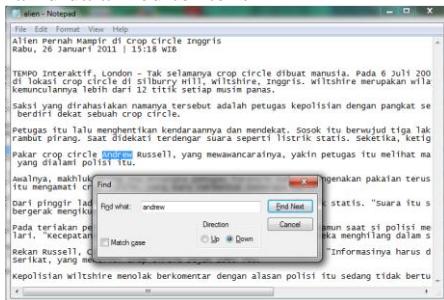 alien - Notepad
File Edit Format View Help
Alien Pernah Mampir di Crop Circle Inggris
Rabu, 26 Januari 2011 | 15:18 WIB
TEMPO Interaktif, London - Tak selamanya crop circle dibuat manusia. Pada 6 Juli 200
di lokasi crop circle di Silburry Hill, Wiltshire, Inggris. Wiltshire merupakan wila
kemunculannya lebih dari 12 titik setiap musim panas.
Saksi yang dirahasiakan namanya tersebut adalah petugas kepolisian dengan pangkat se
berdiri dekat sebuah crop circle.
Petugas itu lalu menghentikan kendaraannya dan mendekat. Sosok itu berwujud tiga lak
rambut pirang. Saat didekati terdengar suara seperti listrik statis. Seketika, ketig
Pakar crop circle Andrew Russell, yang mewawancarainya, yakin petugas itu melihat ma
yang dialami polisi itu.
Awalnya, makhluk
ngenakan pakaian terus
itu mengamati
Find
Dari pinggir lad
k statis. "Suara itu s
bergerak mengiku
Find what: andrew
Find Next
Pada teriakan pe
amun saat si polisi me
lari. "Kecepatan
Direction
Cancel
eka menghilang dalam s
Match case
Up Down
Rekan Russell, C
"Informasinya harus d
Serikat, yang
Kepolisian Wiltshire menolak berkomentar dengan alasan polisi itu sedang tidak bertu